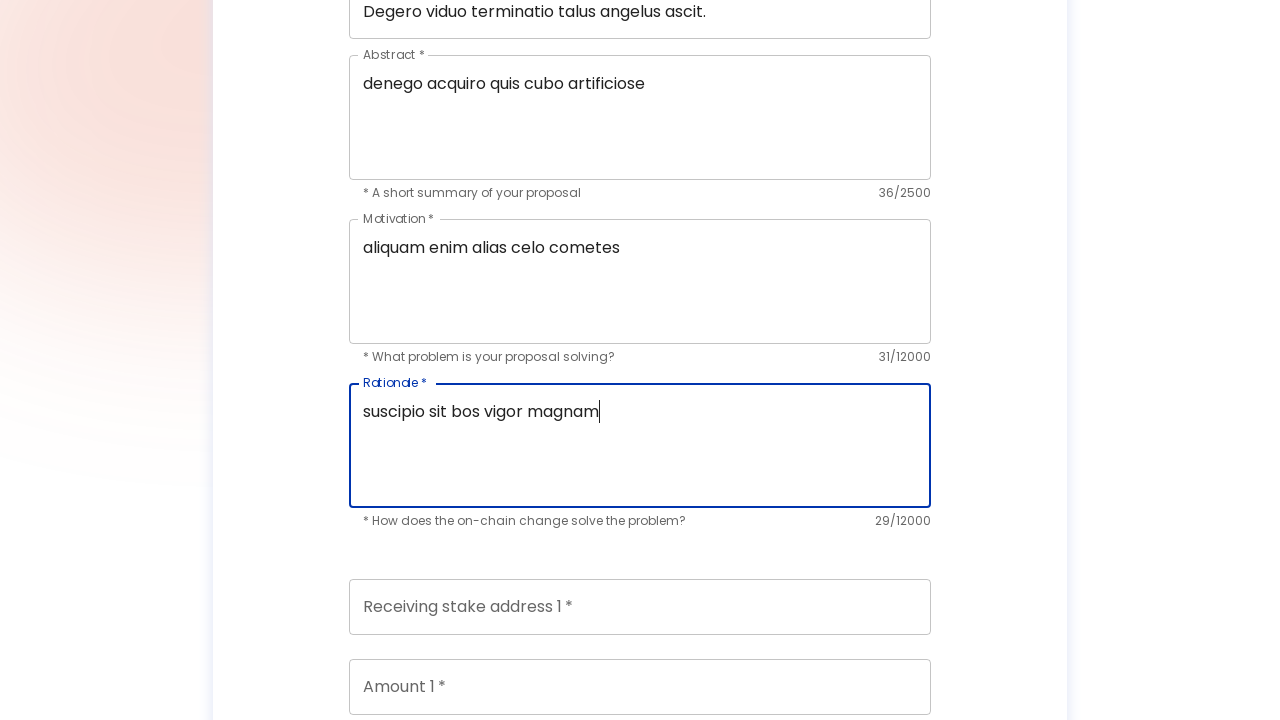 Degero viduo terminatio talus angelus ascit.
Abstract *
denego acquiro quis cubo artificiose
* A short summary of your proposal 36/2500
Motivation *
aliquam enim alias celo cometes
* What problem is your proposal solving? 31/12000
Rationale *
suscipio sit bos vigor magnam
* How does the on-chain change solve the problem? 29/12000
Receiving stake address 1 *
Amount 1 *